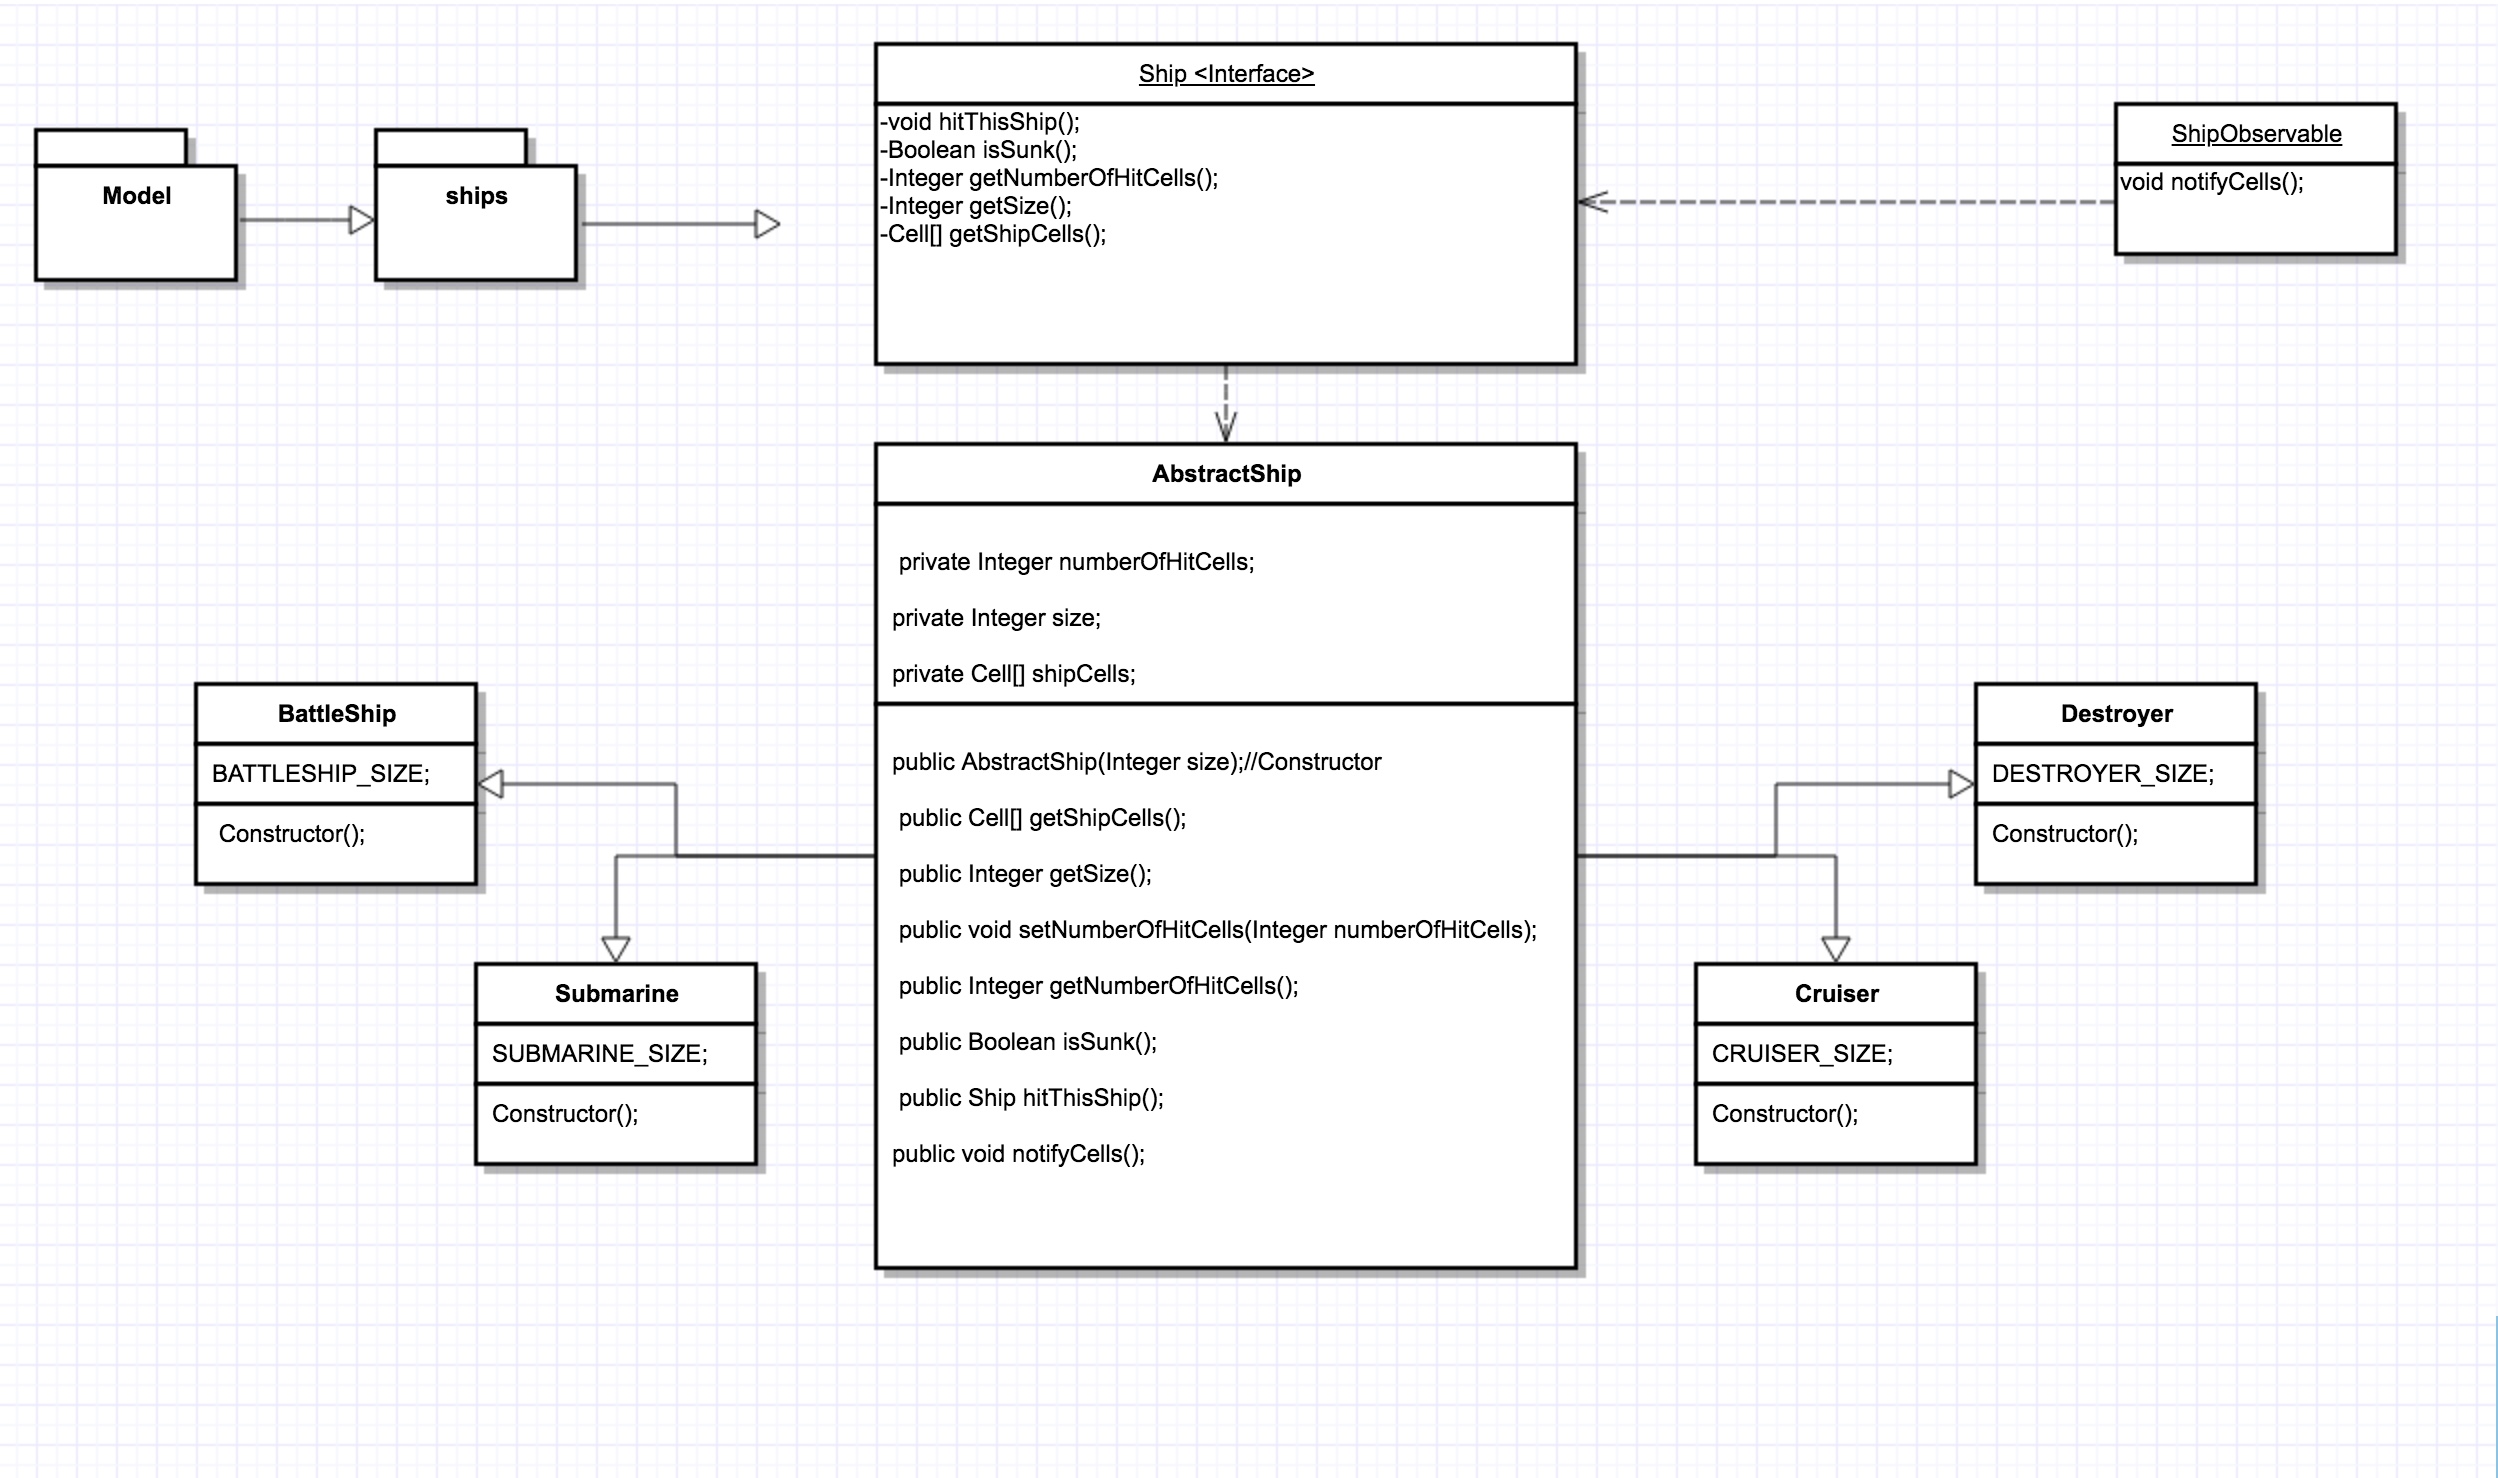 Model
ships
Ship <Interface>
-void hitThisShip();
-Boolean isSunk();
-Integer getNumberOfHitCells();
-Integer getSize();
-Cell[] getShipCells();
ShipObservable
void notifyCells();
AbstractShip
private Integer numberOfHitCells;
private Integer size;
private Cell[] shipCells;
public AbstractShip(Integer size);//Constructor
public Cell[] getShipCells();
public Integer getSize();
public void setNumberOfHitCells(Integer numberOfHitCells);
public Integer getNumberOfHitCells();
public Boolean isSunk();
public Ship hitThisShip();
public void notifyCells();
BattleShip
BATTLESHIP_SIZE;
Constructor();
Submarine
SUBMARINE_SIZE;
Constructor();
Destroyer
DESTROYER_SIZE;
Constructor();
Cruiser
CRUISER_SIZE;
Constructor();